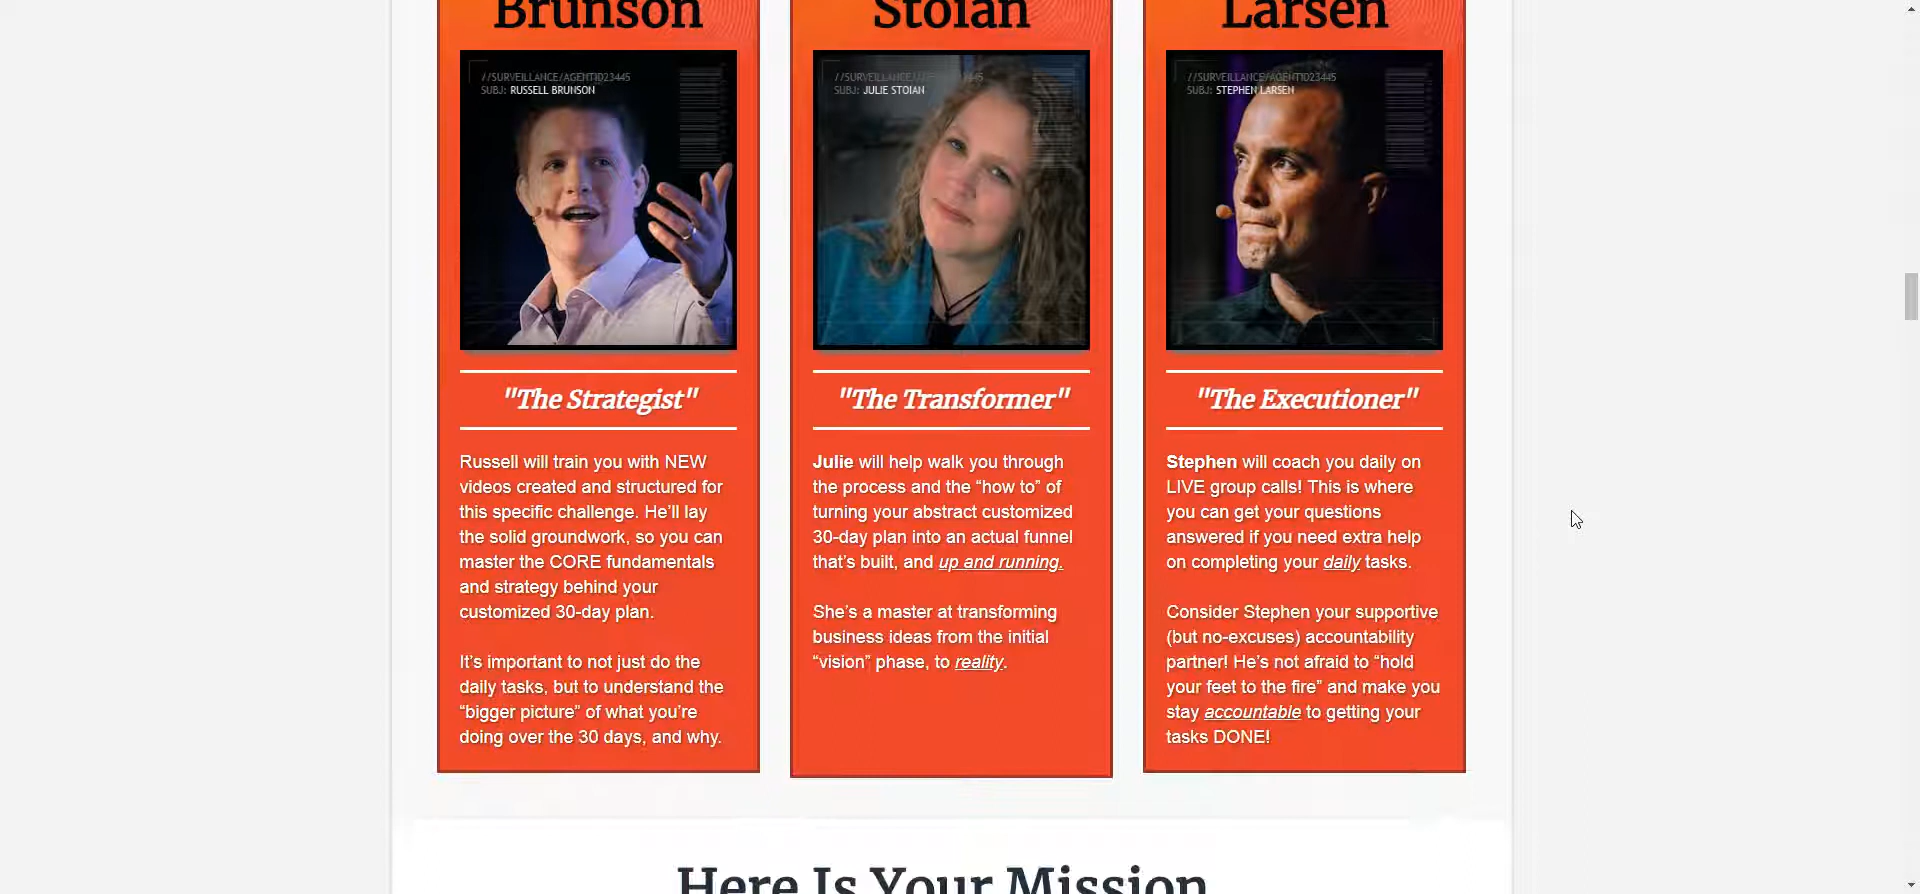 Brunson
//SURVEILLANCE/AGENTID23445
SUBJ: RUSSELL BRUNSON
"The Strategist"
Russell will train you with NEW
videos created and structured for
this specific challenge. He’ll lay
the solid groundwork, so you can
master the CORE fundamentals
and strategy behind your
customized 30-day plan.
It’s important to not just do the
daily tasks, but to understand the
“bigger picture” of what you’re
doing over the 30 days, and why.
Stoian
SUBJ: JULIE STOIAN
"The Transformer"
Julie will help walk you through
the process and the “how to” of
turning your abstract customized
30-day plan into an actual funnel
that’s built, and up and running.
She’s a master at transforming
business ideas from the initial
“vision” phase, to reality.
Larsen
//SURVEILLANCE/AGENTID23445
SUBJ: STEPHEN LARSEN
"The Executioner"
Stephen will coach you daily on
LIVE group calls! This is where
you can get your questions
answered if you need extra help
on completing your daily tasks.
Consider Stephen your supportive
(but no-excuses) accountability
partner! He’s not afraid to “hold
your feet to the fire” and make you
stay accountable to getting your
tasks DONE!
Here Is Your Mission